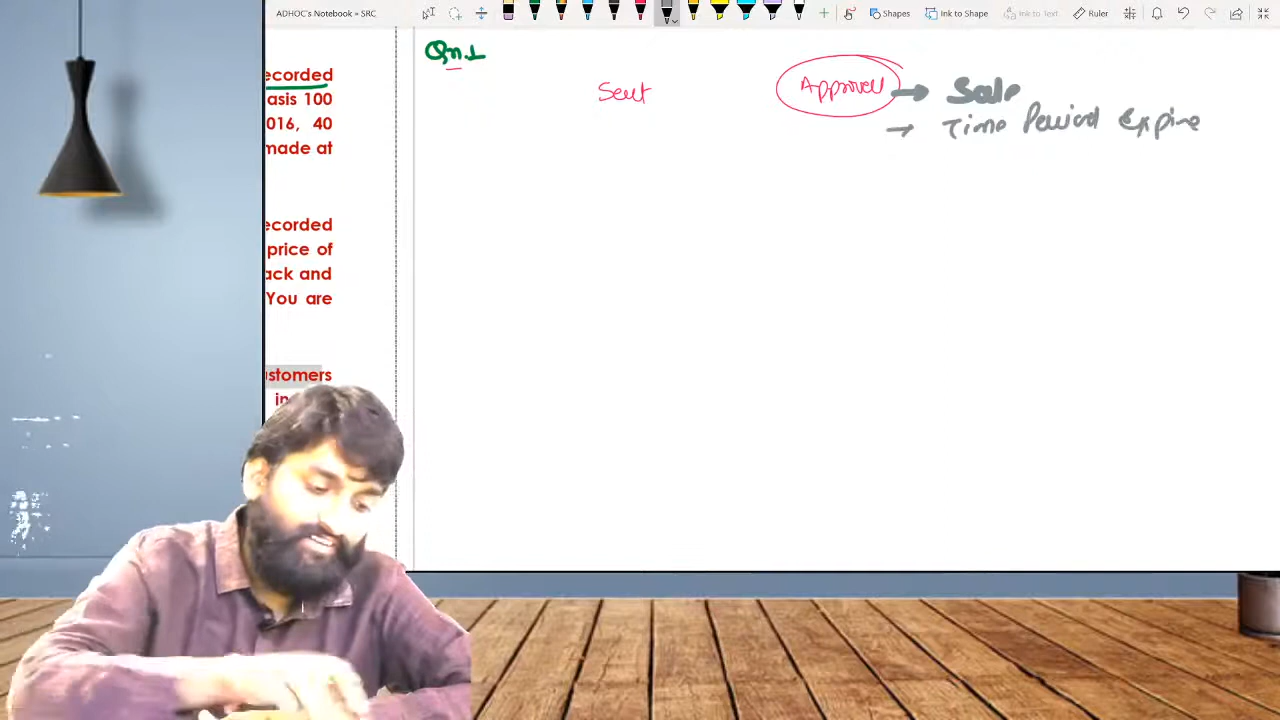 ADHOC's Notebook = SRC
Shapes
Ink to Shape
Ink to Text
Ruler
Qn.1
ecorded
asis 100
016, 40
made at
ecorded
price of
ack and
You are
ustomers
in
Sent
Approval → Sale
→ Time Period Expire